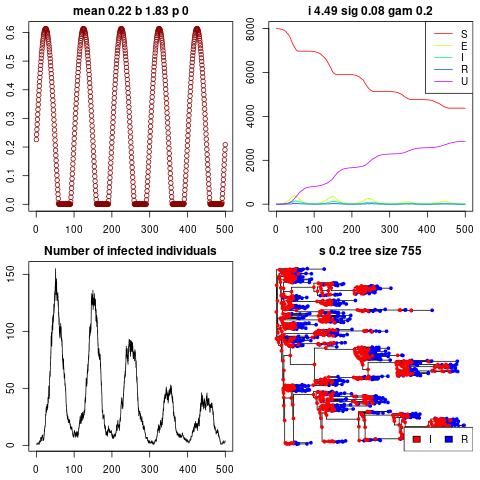 mean 0.22 b 1.83 p 0
0.0 0.1 0.2 0.3 0.4 0.5 0.6
0 100 200 300 400 500
i 4.49 sig 0.08 gam 0.2
0 2000 4000 6000 8000
S
E
I
R
U
0 100 200 300 400 500
Number of infected individuals
0 50 100 150
0 100 200 300 400 500
s 0.2 tree size 755
I R